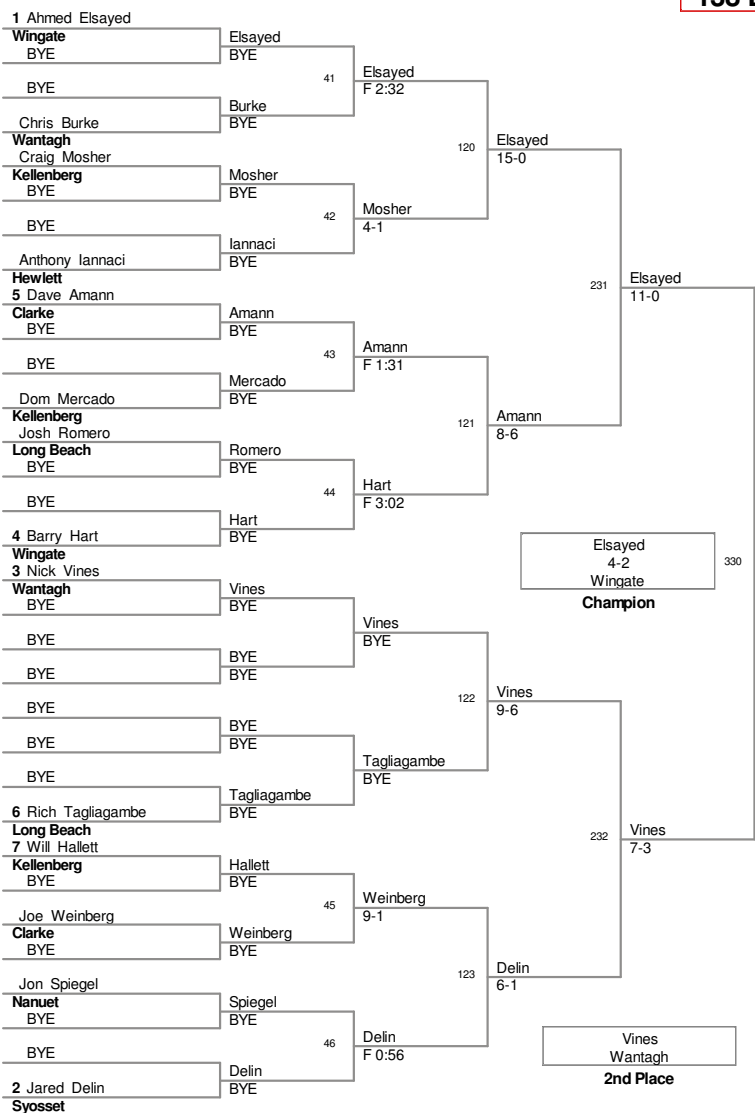 1 Ahmed Elsayed
Wingate
BYE
BYE
Chris Burke
Wantagh
Craig Mosher
Kellenberg
BYE
BYE
Anthony Iannaci
Hewlett
5 Dave Amann
Clarke
BYE
BYE
Dom Mercado
Kellenberg
Josh Romero
Long Beach
BYE
BYE
4 Barry Hart
Wingate
3 Nick Vines
Wantagh
BYE
BYE
BYE
BYE
BYE
BYE
6 Rich Tagliagambe
Long Beach
7 Will Hallett
Kellenberg
BYE
Joe Weinberg
Clarke
BYE
Jon Spiegel
Nanuet
BYE
BYE
2 Jared Delin
Syosset
Elsayed
BYE
Burke
BYE
Mosher
BYE
Iannaci
BYE
Amann
BYE
Mercado
BYE
Romero
BYE
Hart
BYE
Vines
BYE
BYE
BYE
BYE
BYE
Tagliagambe
BYE
Hallett
BYE
Weinberg
BYE
Spiegel
BYE
Delin
BYE
41
42
43
44
45
46
Elsayed
F 2:32
Mosher
4-1
Amann
F 1:31
Hart
F 3:02
Vines
BYE
Tagliagambe
BYE
Weinberg
9-1
Delin
F 0:56
120
121
122
123
Elsayed
15-0
Amann
8-6
Vines
9-6
Delin
6-1
231
232
Elsayed
11-0
Vines
7-3
Elsayed
4-2
Wingate
330
Champion
Vines
Wantagh
2nd Place